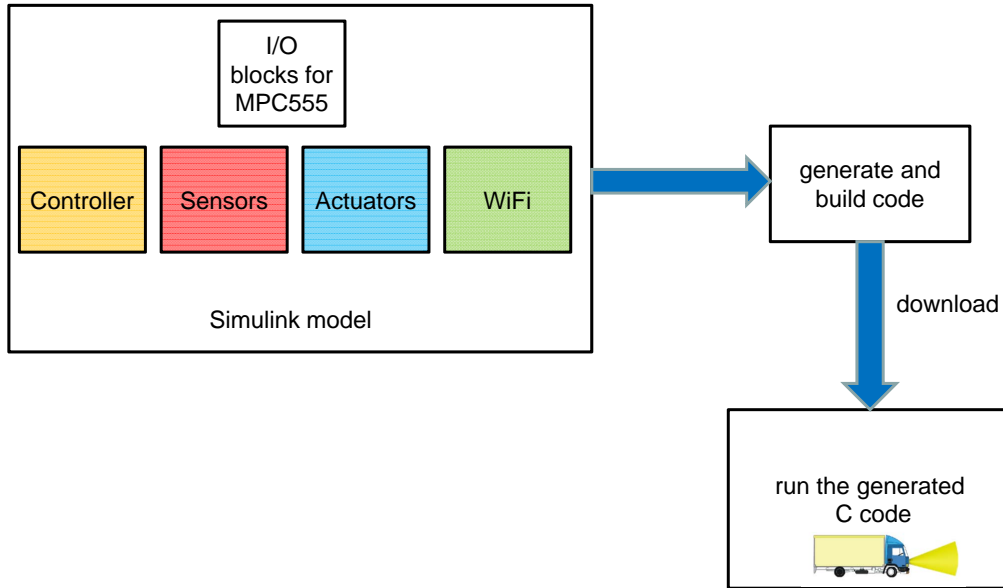 I/O
blocks for
MPC555
Controller
Sensors
Actuators
WiFi
Simulink model
generate and
build code
download
run the generated
C code